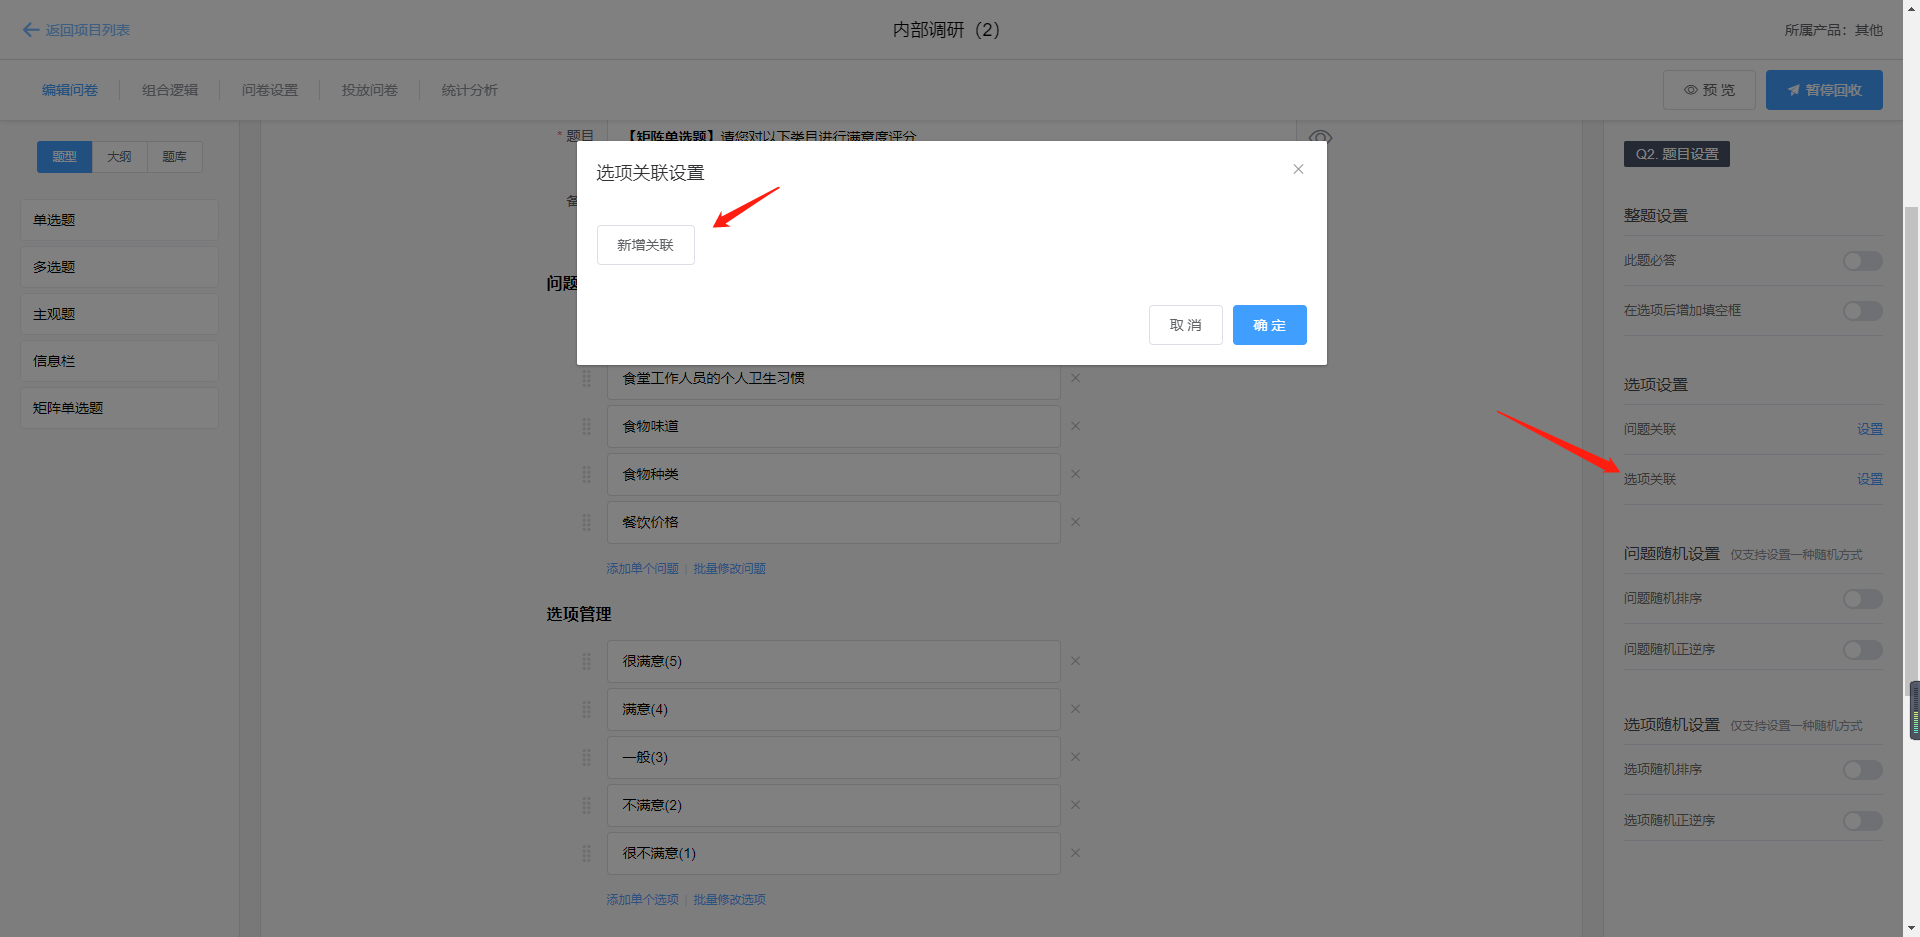 返回项目列表
内部调研（2）
所属产品：其他
编辑问卷
组合逻辑
问卷设置
投放问卷
统计分析
预 览
暂停回收
题型
大纲
题库
单选题
多选题
主观题
信息栏
矩阵单选题
* 题目
【矩阵单选题】请您对以下类目进行满意度评分
备
问题
选项关联设置
新增关联
取 消
确 定
食堂工作人员的个人卫生习惯
食物味道
食物种类
餐饮价格
添加单个问题 | 批量修改问题
选项管理
很满意(5)
满意(4)
一般(3)
不满意(2)
很不满意(1)
添加单个选项 | 批量修改选项
Q2. 题目设置
整题设置
此题必答
在选项后增加填空框
选项设置
问题关联 设置
选项关联 设置
问题随机设置 仅支持设置一种随机方式
问题随机排序
问题随机正逆序
选项随机设置 仅支持设置一种随机方式
选项随机排序
选项随机正逆序